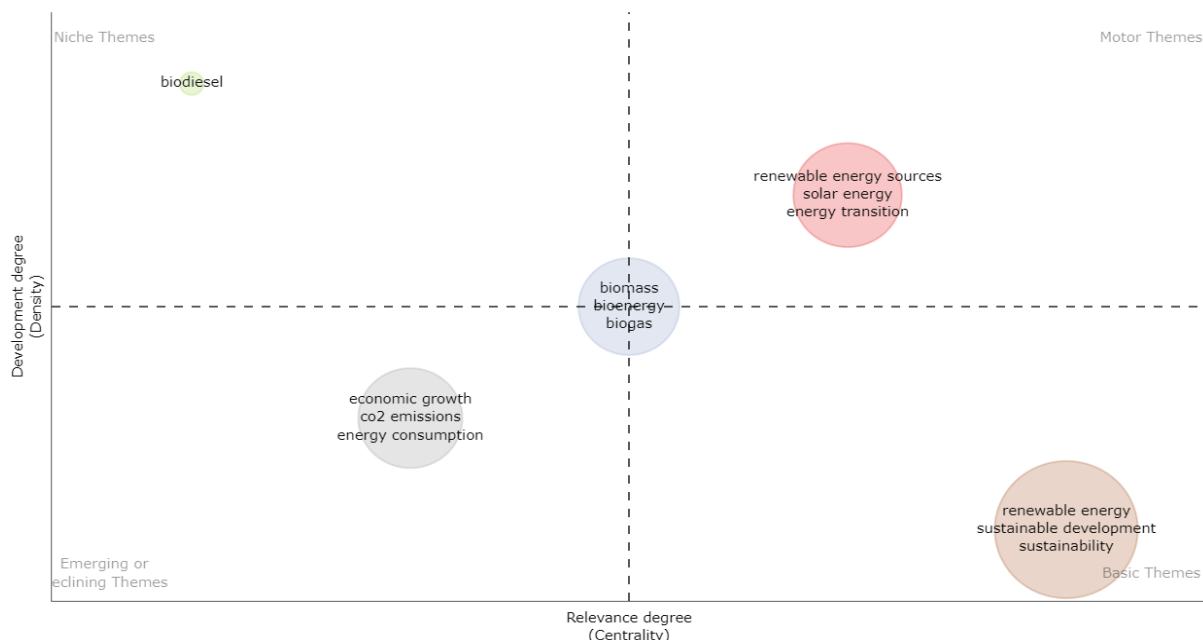 Niche Themes
Motor Themes
biodiesel
renewable energy sources
solar energy
energy transition
biomass
bioenergy
biogas
Development degree
(Density)
economic growth
co2 emissions
energy consumption
renewable energy
sustainable development
sustainability
Emerging or
eclining Themes
Basic Themes
Relevance degree
(Centrality)